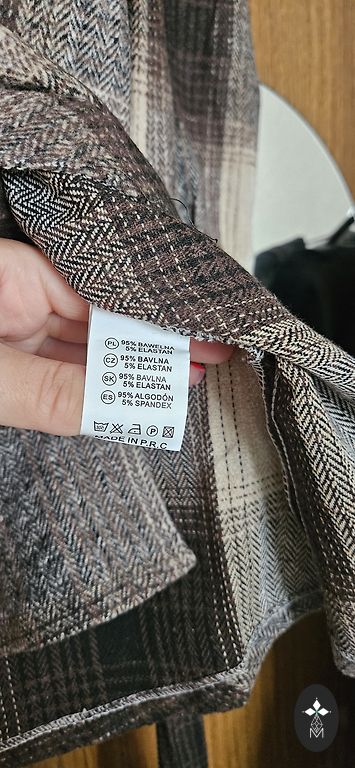 PL 95% BAWEŁNA
5% ELASTAN
CZ 95% BAVLNA
5% ELASTAN
SK 95% BAVLNA
5% ELASTAN
ES 95% ALGODÓN
5% SPANDEX
P
MADE IN P.R.C